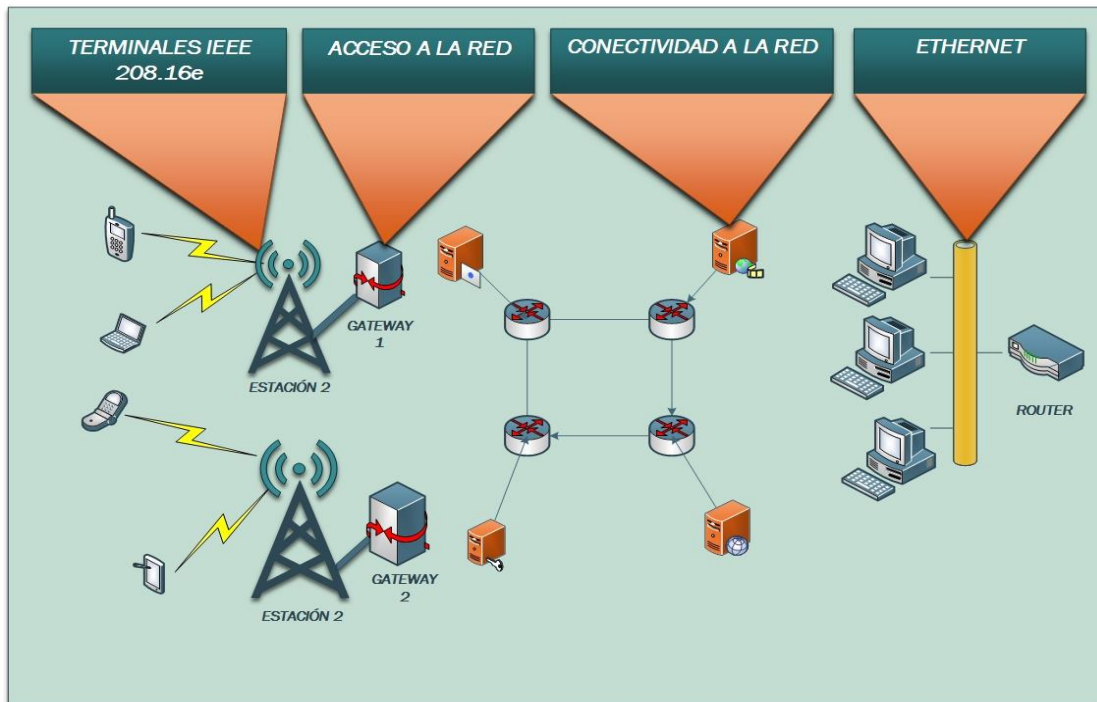 TERMINALES IEEE
208.16e
ACCESO A LA RED
CONECTIVIDAD A LA RED
ETHERNET
GATEWAY
1
ESTACIÓN 2
ROUTER
GATEWAY
2
ESTACIÓN 2